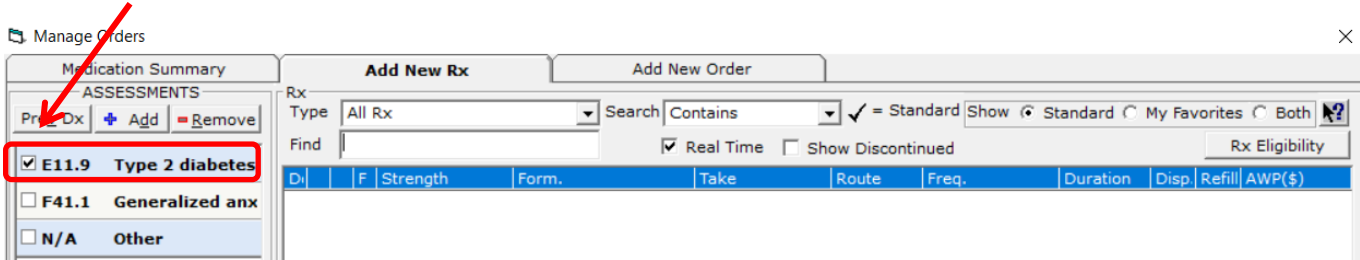 Manage Orders
Medication Summary Add New Rx Add New Order
ASSESSMENTS Rx
Dx Add Remove Type All Rx Search Contains = Standard Show Standard My Favorites Both
Find Real Time Show Discontinued Rx Eligibility
E11.9 Type 2 diabetes
F Strength Form. Take Route Freq. Duration Disp. Refill AWP($)
F41.1 Generalized anx
N/A Other